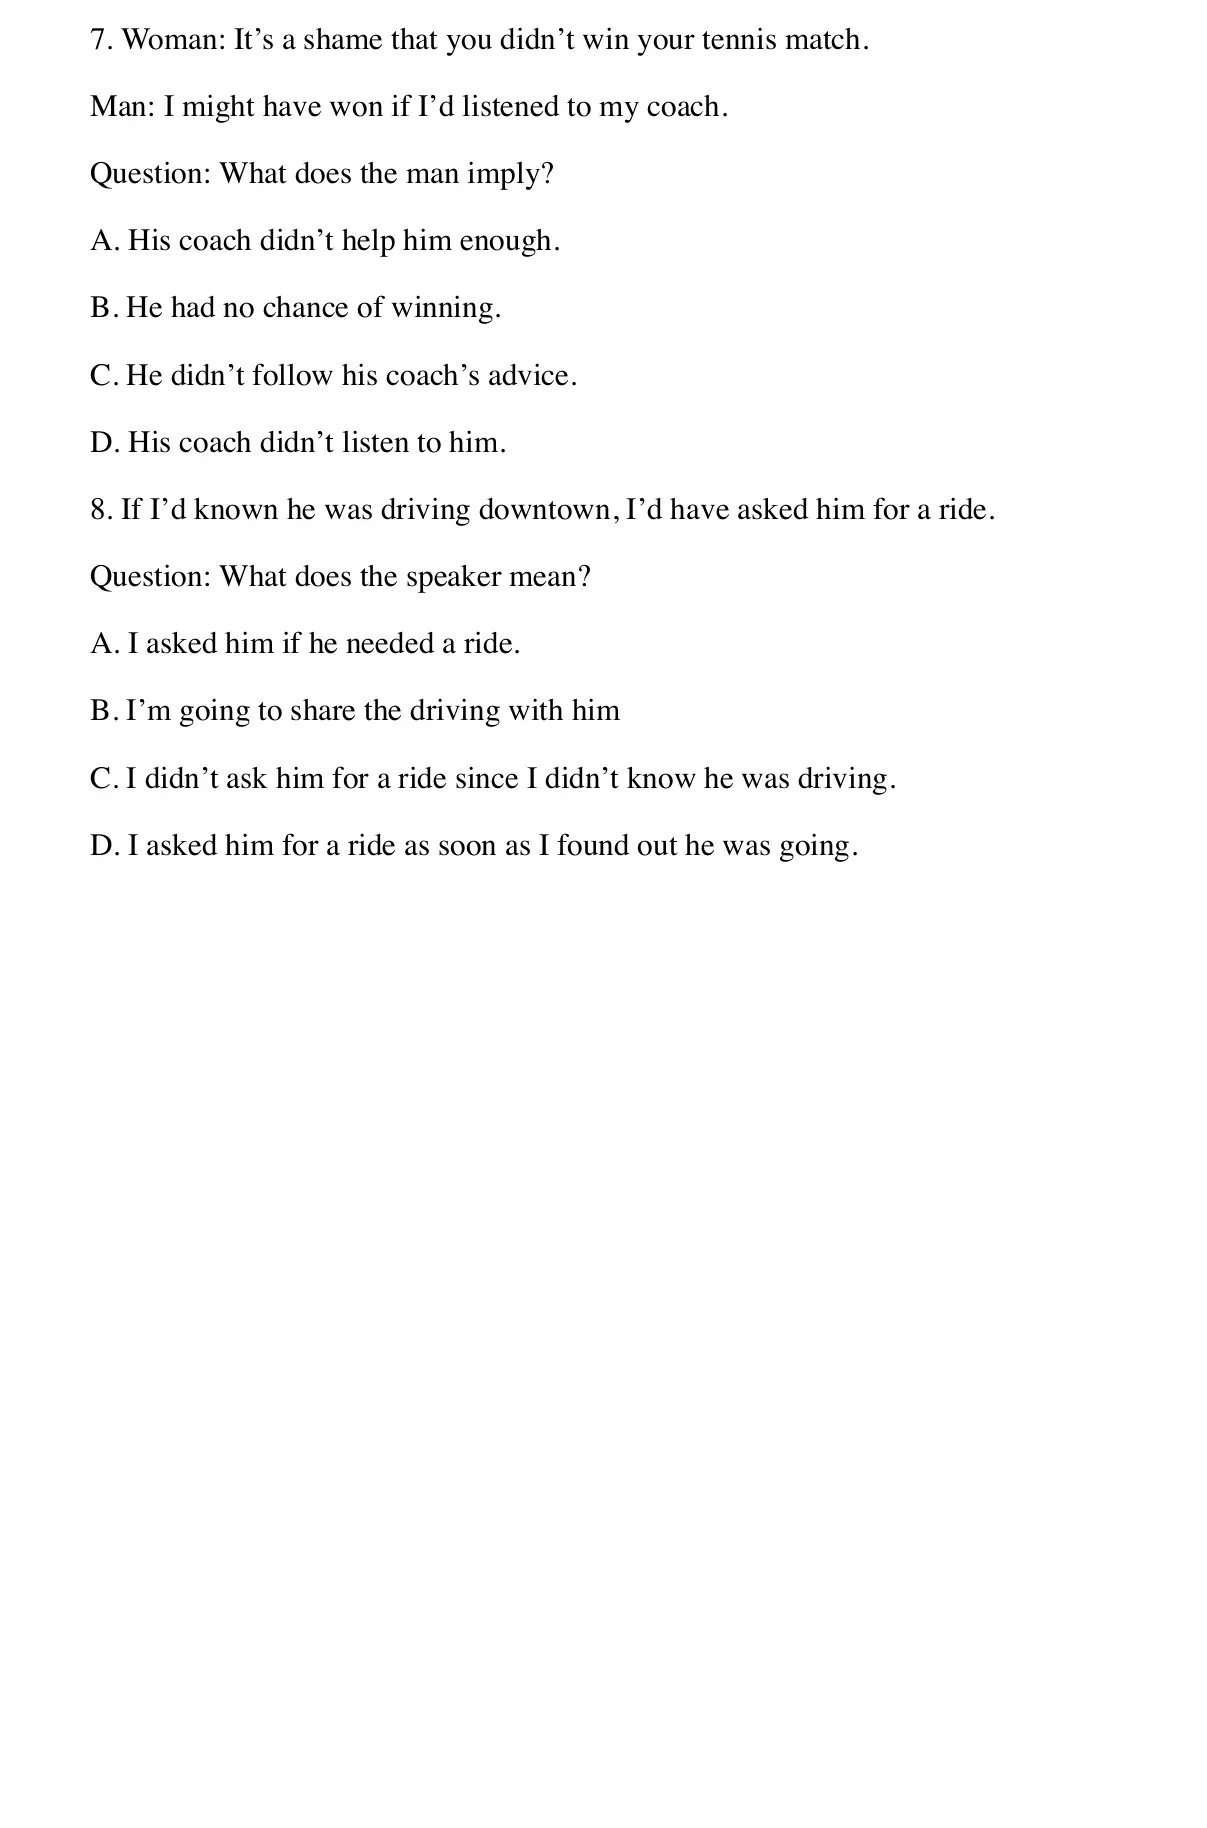 7. Woman: It’s a shame that you didn’t win your tennis match.
Man: I might have won if I’d listened to my coach.
Question: What does the man imply?
A. His coach didn’t help him enough.
B. He had no chance of winning.
C. He didn’t follow his coach’s advice.
D. His coach didn’t listen to him.
8. If I’d known he was driving downtown, I’d have asked him for a ride.
Question: What does the speaker mean?
A. I asked him if he needed a ride.
B. I’m going to share the driving with him
C. I didn’t ask him for a ride since I didn’t know he was driving.
D. I asked him for a ride as soon as I found out he was going.